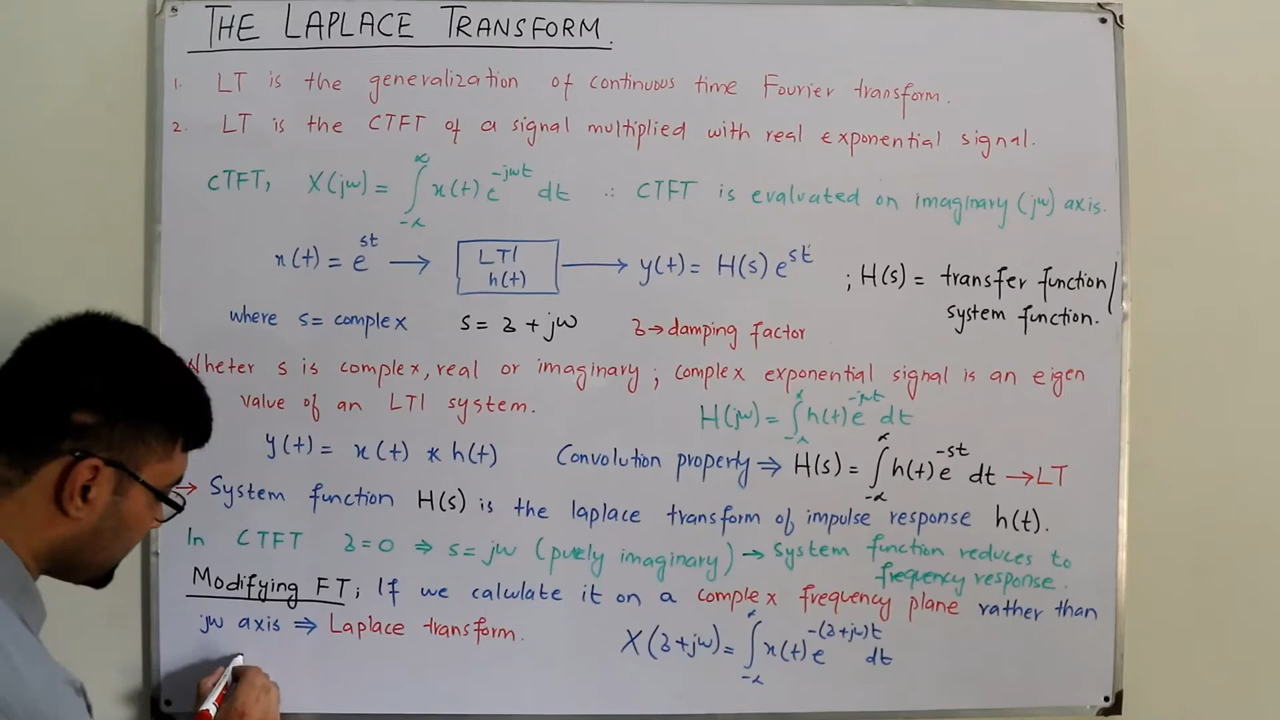 THE LAPLACE TRANSFORM.
1. LT is the generalization of continuous time Fourier transform.
2. LT is the CTFT of a signal multiplied with real exponential signal.
CTFT, X(jω) = ∫_{-∞}^{∞} x(t) e^{-jωt} dt ∴ CTFT is evaluated on imaginary (jω) axis.
x(t) = e^{st} → LTI h(t) → y(t) = H(s) e^{st} ; H(s) = transfer function/
system function.
where s = complex s = 3 + jω 3 → damping factor
Wheter s is complex, real or imaginary ; complex exponential signal is an eigen
value of an LTI system. H(jω) = ∫_{-∞}^{∞} h(t) e^{-jωt} dt
y(t) = x(t) * h(t) Convolution property ⇒ H(s) = ∫_{-∞}^{∞} h(t) e^{-st} dt → LT
→ System function H(s) is the laplace transform of impulse response h(t).
In CTFT 3 = 0 ⇒ s = jω (purely imaginary) → System function reduces to
frequency response.
Modifying FT; If we calculate it on a complex frequency plane rather than
jω axis ⇒ Laplace transform. X(3+jω) = ∫_{-∞}^{∞} x(t) e^{-(3+jω)t} dt